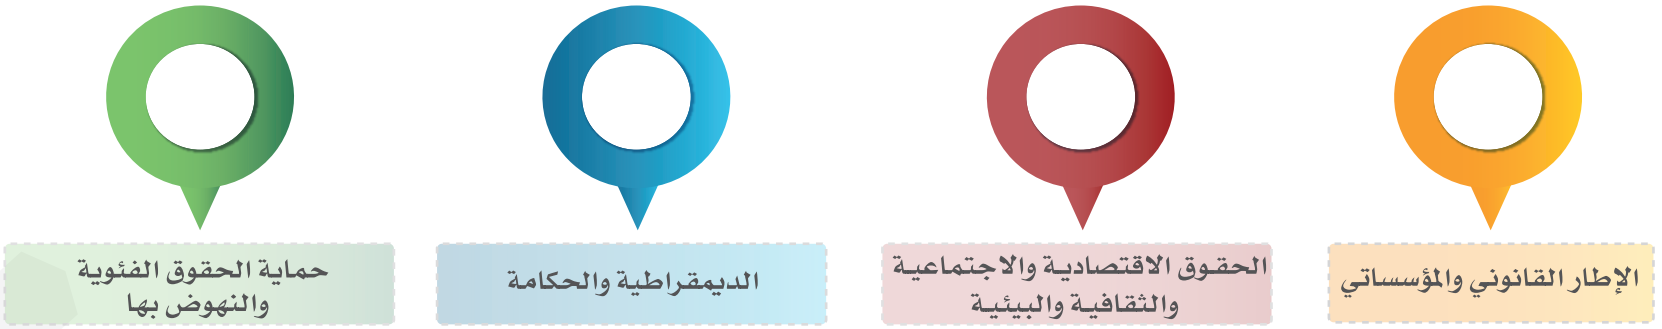 الإطار القانوني والمؤسساتي
الحقوق الاقتصادية والاجتماعية
والثقافية والبيئية
الديمقراطية والحكامة
حماية الحقوق الفئوية
والنهوض بها